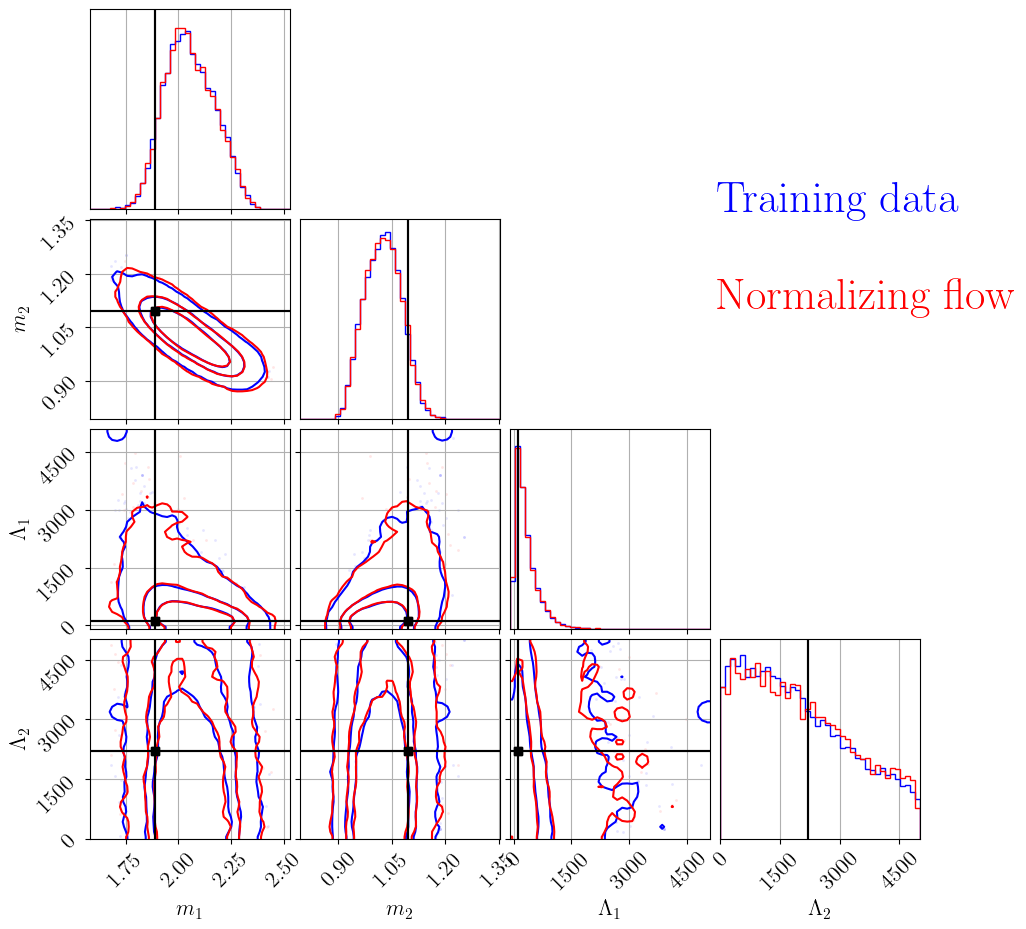 Training data
Normalizing flow
1.35
1.20
1.05
0.90
m₂
4500
3000
1500
0
Λ₁
4500
3000
1500
0
Λ₂
1.75 2.00 2.25 2.50
m₁
0.90 1.05 1.20 1.35
m₂
0 1500 3000 4500
Λ₁
0 1500 3000 4500
Λ₂